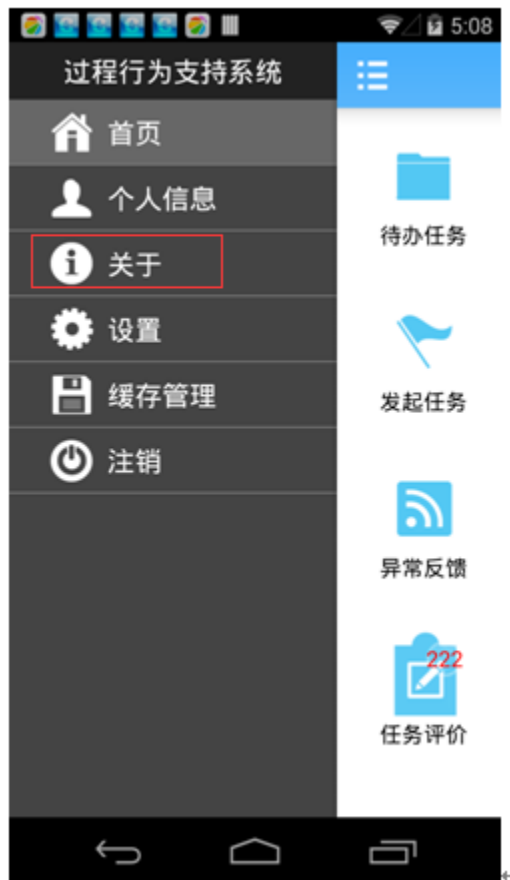 5:08
过程行为支持系统
首页
个人信息
关于
设置
缓存管理
注销
待办任务
发起任务
异常反馈
222
任务评价